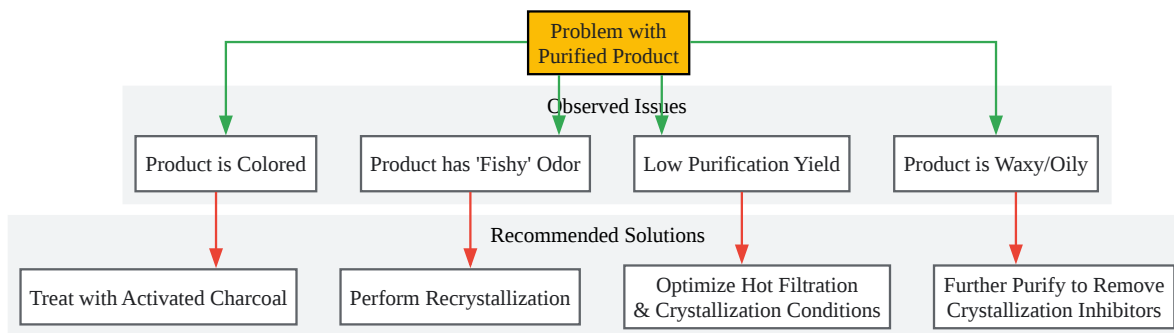 Problem with
Purified Product
Observed Issues
Product is Colored
Product has 'Fishy' Odor
Low Purification Yield
Product is Waxy/Oily
Recommended Solutions
Treat with Activated Charcoal
Perform Recrystallization
Optimize Hot Filtration
& Crystallization Conditions
Further Purify to Remove
Crystallization Inhibitors